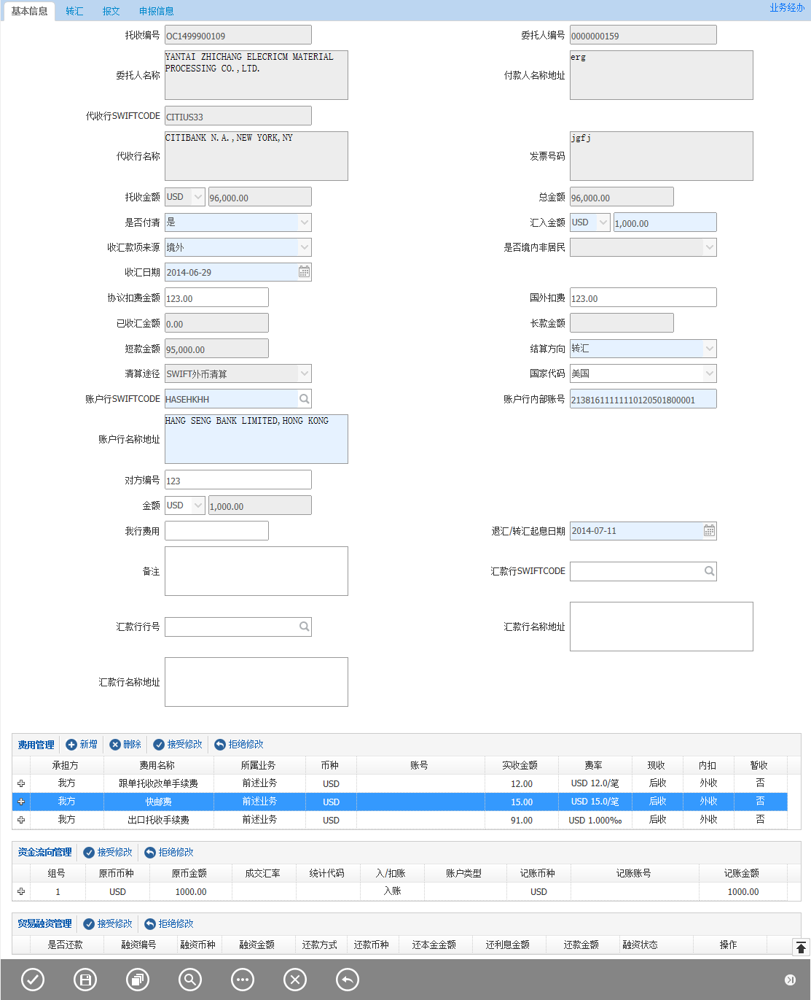 基本信息 转汇 报文 申报信息 业务经办
托收编号 OC1499900109 委托人编号 0000000159
委托人名称 YANTAI ZHICHANG ELECRICM MATERIAL PROCESSING CO.,LTD. 付款人名称地址 erg
代收行SWIFTCODE CITIUS33
代收行名称 CITIBANK N.A.,NEW YORK,NY 发票号码 jgfj
托收金额 USD 96,000.00 总金额 96,000.00
是否付清 是 汇入金额 USD 1,000.00
收汇款项来源 境外 是否境内非居民
收汇日期 2014-06-29
协议扣费金额 123.00 国外扣费 123.00
已收汇金额 0.00 长款金额
短款金额 95,000.00 结算方向 转汇
清算途径 SWIFT外币清算 国家代码 美国
账户行SWIFTCODE HASEHKHH 账户行内部账号 21381611111110120501800001
账户行名称地址 HANG SENG BANK LIMITED,HONG KONG
对方编号 123
金额 USD 1,000.00
我行费用 退汇/转汇起息日期 2014-07-11
备注 汇款行SWIFTCODE
汇款行行号 汇款行名称地址
汇款行名称地址
费用管理 新增 删除 接受修改 拒绝修改
承担方 费用名称 所属业务 币种 账号 实收金额 费率 现收 内扣 暂收
我方 跟单托收改单手续费 前述业务 USD 12.00 USD 12.0/笔 后收 外收 否
我方 快邮费 前述业务 USD 15.00 USD 15.0/笔 后收 外收 否
我方 出口托收手续费 前述业务 USD 91.00 USD 1.000‰ 后收 外收 否
资金流向管理 接受修改 拒绝修改
组号 原币币种 原币金额 成交汇率 统计代码 入/扣账 账户类型 记账币种 记账账号 记账金额
1 USD 1000.00 入账 USD 1000.00
贸易融资管理 接受修改 拒绝修改
是否还款 融资编号 融资币种 融资金额 还款方式 还款币种 还本金金额 还利息金额 还款金额 融资状态 操作